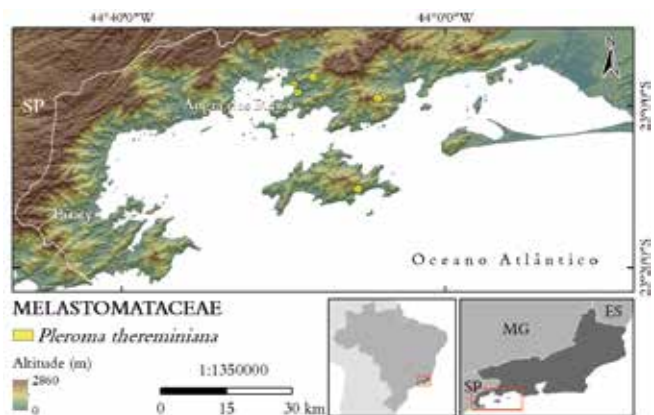 44°40'0"W 44°0'0"W
SP
Angra dos Reis
Paraty
Oceano Atlântico
N
MELASTOMATACEAE
Pleroma thereminiana
Altitude (m)
2860
0
1:1350000
0 15 30 km
MG
ES
SP